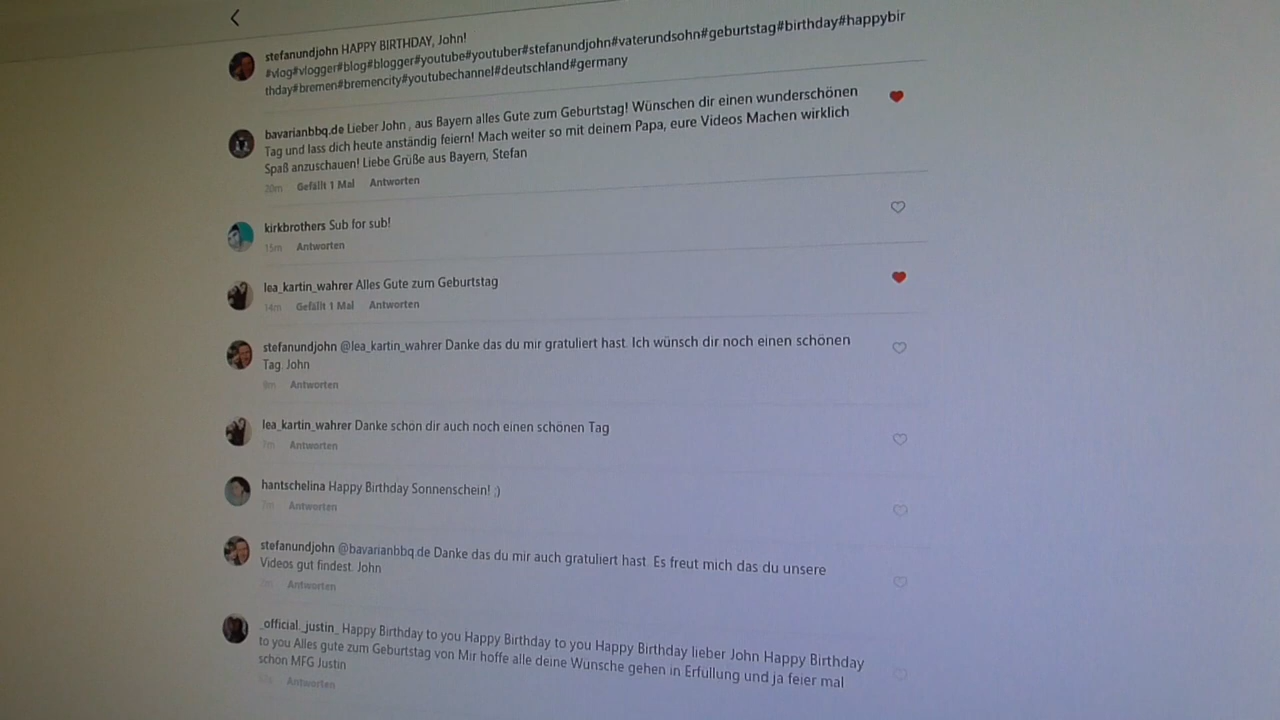 stefanundjohn HAPPY BIRTHDAY, John!
#vlog#vlogger#blog#blogger#youtube#youtuber#stefanundjohn#vaterundsohn#geburtstag#birthday#happybir
thday#bremen#bremencity#youtubechannel#deutschland#germany
bavarianbbq.de Lieber John , aus Bayern alles Gute zum Geburtstag! Wünschen dir einen wunderschönen
Tag und lass dich heute anständig feiern! Mach weiter so mit deinem Papa, eure Videos Machen wirklich
Spaß anzuschauen! Liebe Grüße aus Bayern, Stefan
20m Gefällt 1 Mal Antworten
kirkbrothers Sub for sub!
15m Antworten
lea_kartin_wahrer Alles Gute zum Geburtstag
14m Gefällt 1 Mal Antworten
stefanundjohn @lea_kartin_wahrer Danke das du mir gratuliert hast. Ich wünsch dir noch einen schönen
Tag. John
8m Antworten
lea_kartin_wahrer Danke schön dir auch noch einen schönen Tag
7m Antworten
hantschelina Happy Birthday Sonnenschein! ;)
7m Antworten
stefanundjohn @bavarianbbq.de Danke das du mir auch gratuliert hast. Es freut mich das du unsere
Videos gut findest. John
Antworten
_official_justin_ Happy Birthday to you Happy Birthday to you Happy Birthday lieber John Happy Birthday
to you Alles gute zum Geburtstag von Mir hoffe alle deine Wünsche gehen in Erfüllung und ja feier mal
schön MFG Justin
Antworten